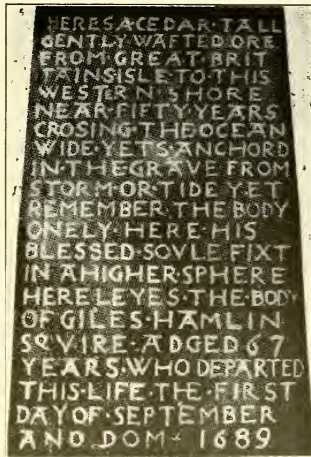 HERES·A·CEDAR·TALL
GENTLY WAFTED ORE
FROM GREAT·BRIT
TAINS ISLE·TO·THIS
WESTERN·SHORE
NEAR·FIFTY YEARS
CROSING·THE OCEAN
WIDE·YETS·ANCHORD
IN·THE GRAVE FROM
STORM·OR·TIDE YET
REMEMBER THE BODY
ONELY·HERE·HIS
BLESSED·SOVLE FIXT
IN A HIGHER·SPHERE
HERE LEYES·THE·BODY
OF GILES·HAMLIN
SQVIRE·ADGED 67
YEARS·WHO DEPARTED
THIS·LIFE·THE·FIRST
DAY OF·SEPTEMBER
ANO DOM· 1689